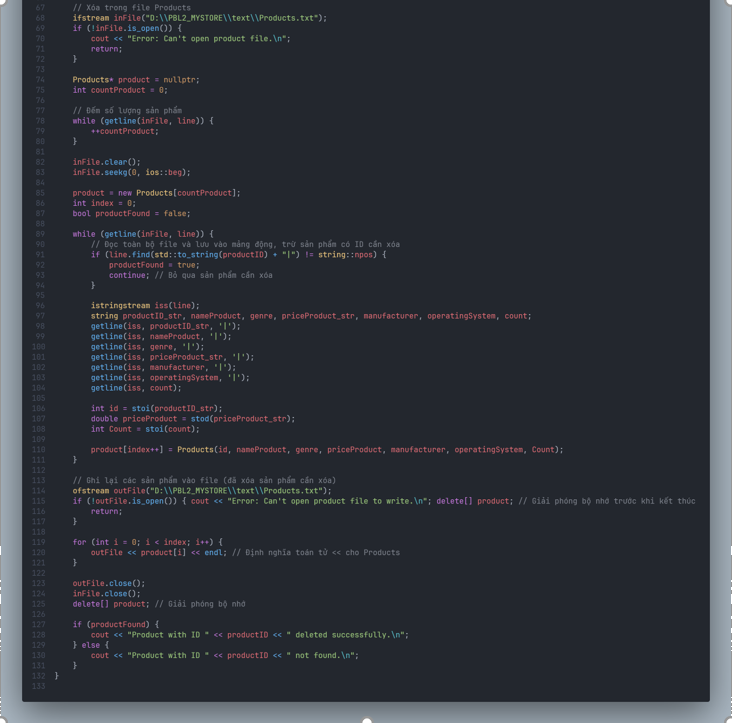 67 // Xóa trong file Products
68 ifstream inFile("D:\\PBL2_MYSTORE\\text\\Products.txt");
69 if (!inFile.is_open()) {
70 cout << "Error: Can't open product file.\n";
71 return;
72 }
73
74 Products* product = nullptr;
75 int countProduct = 0;
76
77 // Đếm số lượng sản phẩm
78 while (getline(inFile, line)) {
79 ++countProduct;
80 }
81
82 inFile.clear();
83 inFile.seekg(0, ios::beg);
84
85 product = new Products[countProduct];
86 int index = 0;
87 bool productFound = false;
88
89 while (getline(inFile, line)) {
90 // Đọc toàn bộ file và lưu vào mảng động, trừ sản phẩm có ID cần xóa
91 if (line.find(std::to_string(productID) + "|") != string::npos) {
92 productFound = true;
93 continue; // Bỏ qua sản phẩm cần xóa
94 }
95
96 istringstream iss(line);
97 string productID_str, nameProduct, genre, priceProduct_str, manufacturer, operatingSystem, count;
98 getline(iss, productID_str, '|');
99 getline(iss, nameProduct, '|');
100 getline(iss, genre, '|');
101 getline(iss, priceProduct_str, '|');
102 getline(iss, manufacturer, '|');
103 getline(iss, operatingSystem, '|');
104 getline(iss, count);
105
106 int id = stoi(productID_str);
107 double priceProduct = stod(priceProduct_str);
108 int Count = stoi(count);
109
110 product[index++] = Products(id, nameProduct, genre, priceProduct, manufacturer, operatingSystem, Count);
111 }
112
113 // Ghi lại các sản phẩm vào file (đã xóa sản phẩm cần xóa)
114 ofstream outFile("D:\\PBL2_MYSTORE\\text\\Products.txt");
115 if (!outFile.is_open()) { cout << "Error: Can't open product file to write.\n"; delete[] product; // Giải phóng bộ nhớ trước khi kết thúc
116 return;
117 }
118
119 for (int i = 0; i < index; i++) {
120 outFile << product[i] << endl; // Định nghĩa toán tử << cho Products
121 }
122
123 outFile.close();
124 inFile.close();
125 delete[] product; // Giải phóng bộ nhớ
126
127 if (productFound) {
128 cout << "Product with ID " << productID << " deleted successfully.\n";
129 } else {
130 cout << "Product with ID " << productID << " not found.\n";
131 }
132 }
133